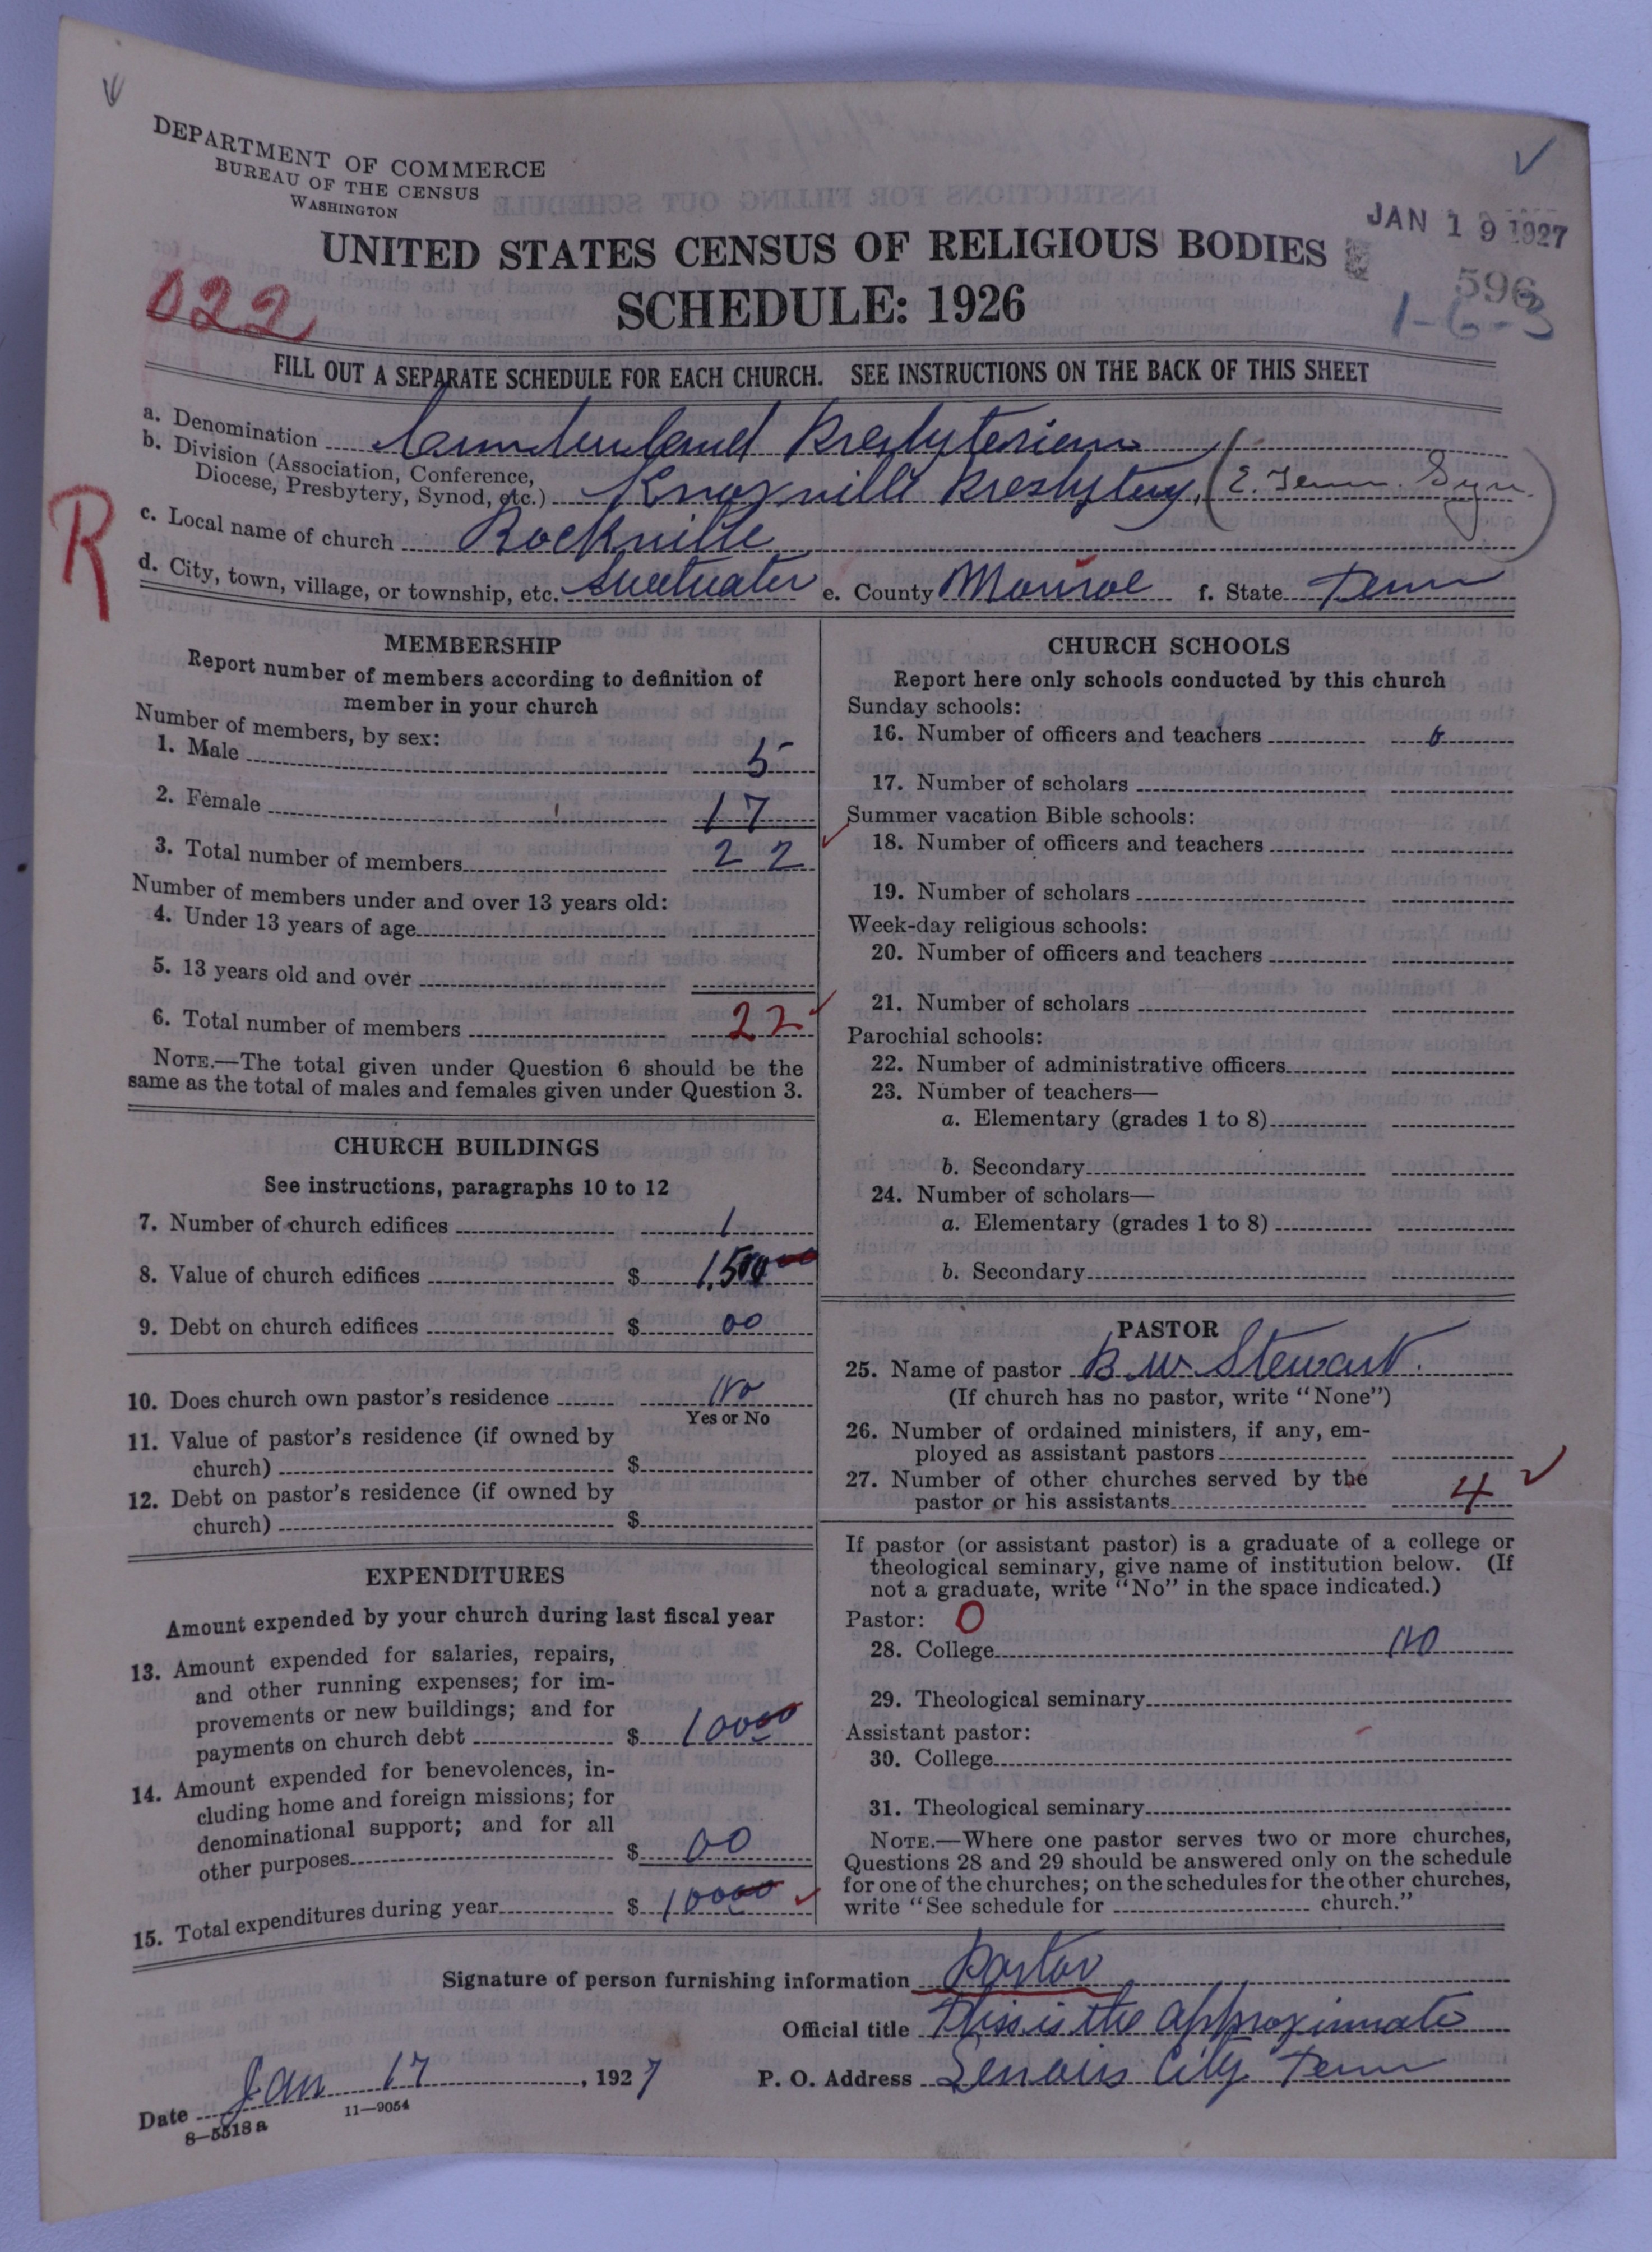 DEPARTMENT OF COMMERCE
BUREAU OF THE CENSUS
WASHINGTON
JAN 19 1927
UNITED STATES CENSUS OF RELIGIOUS BODIES
SCHEDULE: 1926
022
596
1-6-3
FILL OUT A SEPARATE SCHEDULE FOR EACH CHURCH. SEE INSTRUCTIONS ON THE BACK OF THIS SHEET
a. Denomination Cumberland Presbyterian
b. Division (Association, Conference,
Diocese, Presbytery, Synod, etc.) Knoxville Presbytery, (E. Tenn. Syn.)
R
c. Local name of church Rockville
d. City, town, village, or township, etc. Sweetwater e. County Monroe f. State Tenn
MEMBERSHIP
Report number of members according to definition of
member in your church
Number of members, by sex:
1. Male 5
2. Female 17
3. Total number of members 22
Number of members under and over 13 years old:
4. Under 13 years of age
5. 13 years old and over
6. Total number of members 22
NOTE.—The total given under Question 6 should be the
same as the total of males and females given under Question 3.
CHURCH BUILDINGS
See instructions, paragraphs 10 to 12
7. Number of church edifices 1
8. Value of church edifices $ 1,500 00
9. Debt on church edifices $ 00
10. Does church own pastor's residence No
Yes or No
11. Value of pastor's residence (if owned by
church) $
12. Debt on pastor's residence (if owned by
church) $
EXPENDITURES
Amount expended by your church during last fiscal year
13. Amount expended for salaries, repairs,
and other running expenses; for im-
provements or new buildings; and for
payments on church debt $ 100 00
14. Amount expended for benevolences, in-
cluding home and foreign missions; for
denominational support; and for all
other purposes $ 00
15. Total expenditures during year $ 100 00
CHURCH SCHOOLS
Report here only schools conducted by this church
Sunday schools:
16. Number of officers and teachers
17. Number of scholars
Summer vacation Bible schools:
18. Number of officers and teachers
19. Number of scholars
Week-day religious schools:
20. Number of officers and teachers
21. Number of scholars
Parochial schools:
22. Number of administrative officers
23. Number of teachers—
a. Elementary (grades 1 to 8)
b. Secondary
24. Number of scholars—
a. Elementary (grades 1 to 8)
b. Secondary
PASTOR
25. Name of pastor B. W. Stewart.
(If church has no pastor, write "None")
26. Number of ordained ministers, if any, em-
ployed as assistant pastors
27. Number of other churches served by the
pastor or his assistants 4
If pastor (or assistant pastor) is a graduate of a college or
theological seminary, give name of institution below. (If
not a graduate, write "No" in the space indicated.)
Pastor: O
28. College no
29. Theological seminary
Assistant pastor:
30. College
31. Theological seminary
NOTE.—Where one pastor serves two or more churches,
Questions 28 and 29 should be answered only on the schedule
for one of the churches; on the schedules for the other churches,
write "See schedule for church."
Signature of person furnishing information Pastor
Official title This is the approximate
Date Jan 17, 1927 P. O. Address Lenoir City Tenn
8—5518a 11—9054